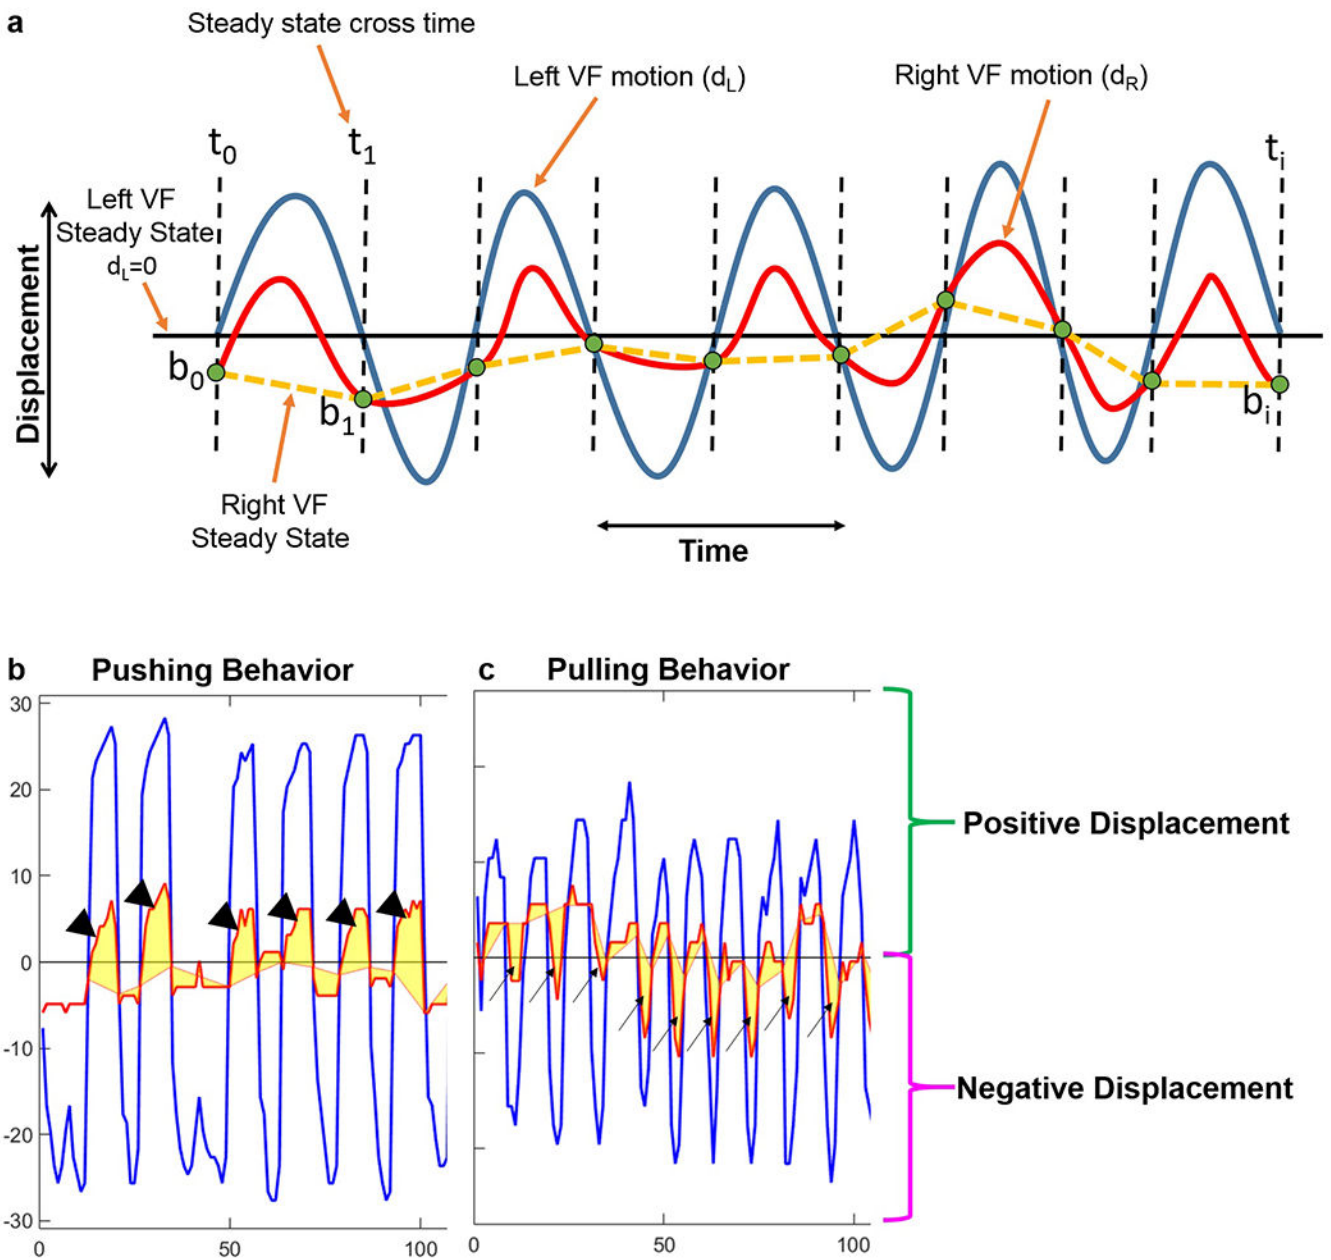 a
Steady state cross time
Left VF motion (dL)
Right VF motion (dR)
t0
t1
ti
Left VF
Steady State
dL=0
Displacement
b0
b1
bi
Right VF
Steady State
Time
b
Pushing Behavior
c
Pulling Behavior
30
20
10
0
-10
-20
-30
0
50
100
0
50
100
Positive Displacement
Negative Displacement